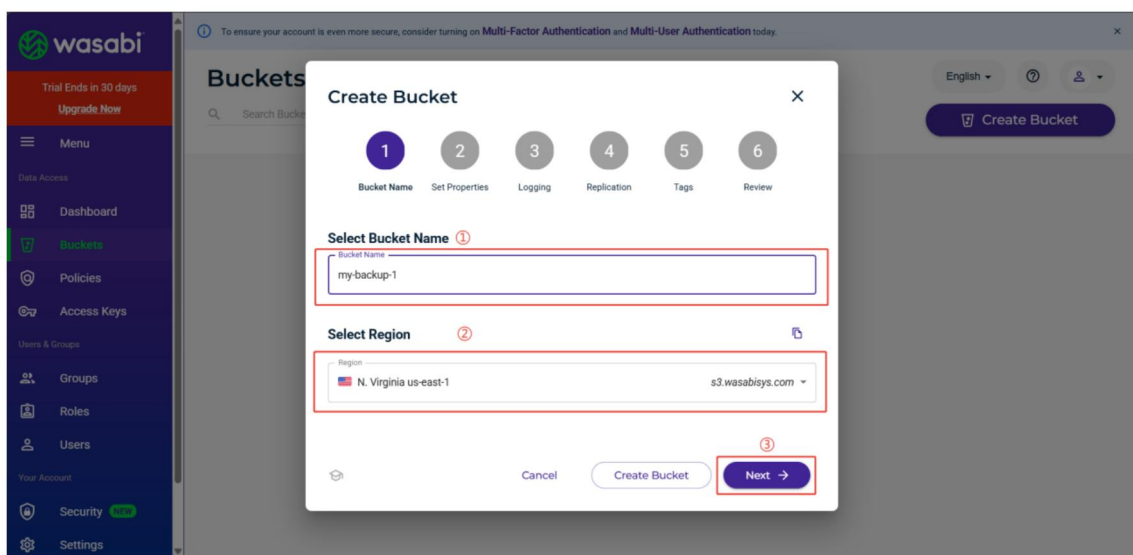 wasabi
To ensure your account is even more secure, consider turning on Multi-Factor Authentication and Multi-User Authentication today.
Trial Ends in 30 days
Upgrade Now
Menu
Data Access
Dashboard
Buckets
Policies
Access Keys
Users & Groups
Groups
Roles
Users
Your Account
Security NEW
Settings
Buckets
Search Bucke
English
Create Bucket
Create Bucket
1 2 3 4 5 6
Bucket Name Set Properties Logging Replication Tags Review
Select Bucket Name ①
Bucket Name
my-backup-1
Select Region ②
Region
N. Virginia us-east-1 s3.wasabisys.com
③
Cancel Create Bucket Next →